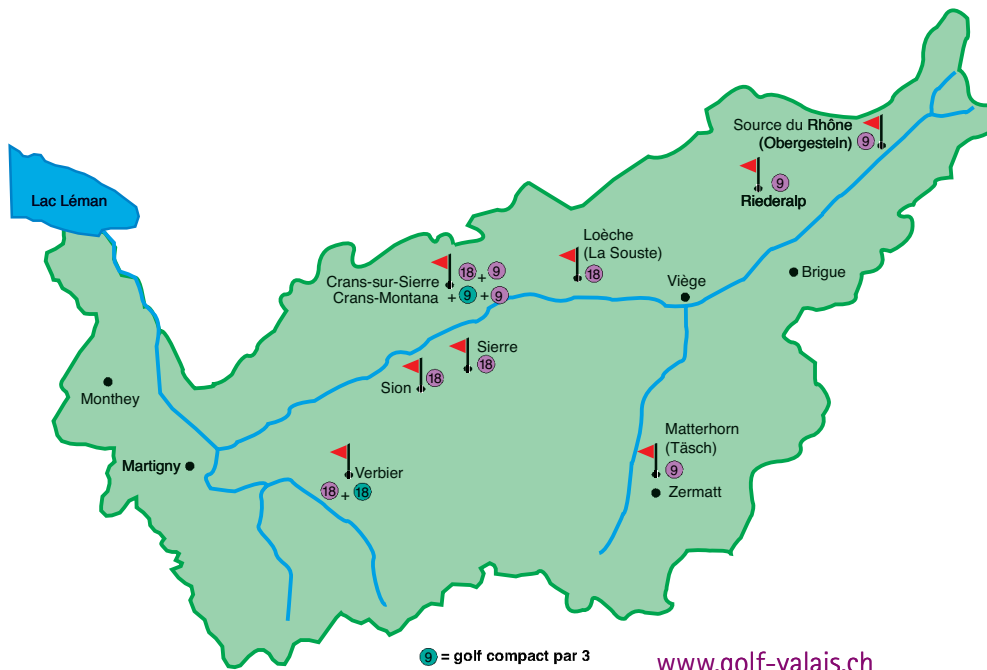 Source du Rhône
(Obergesteln) 9
9
Riederalp
Lac Léman
Loèche
(La Souste)
18
Crans-sur-Sierre 18 + 9
Crans-Montana + 9 + 9
Viège
Brigue
Sierre
18
Sion 18
Monthey
Martigny
Verbier
18 + 18
Matterhorn
(Täsch)
9
Zermatt
9 = golf compact par 3
www.golf-valais.ch